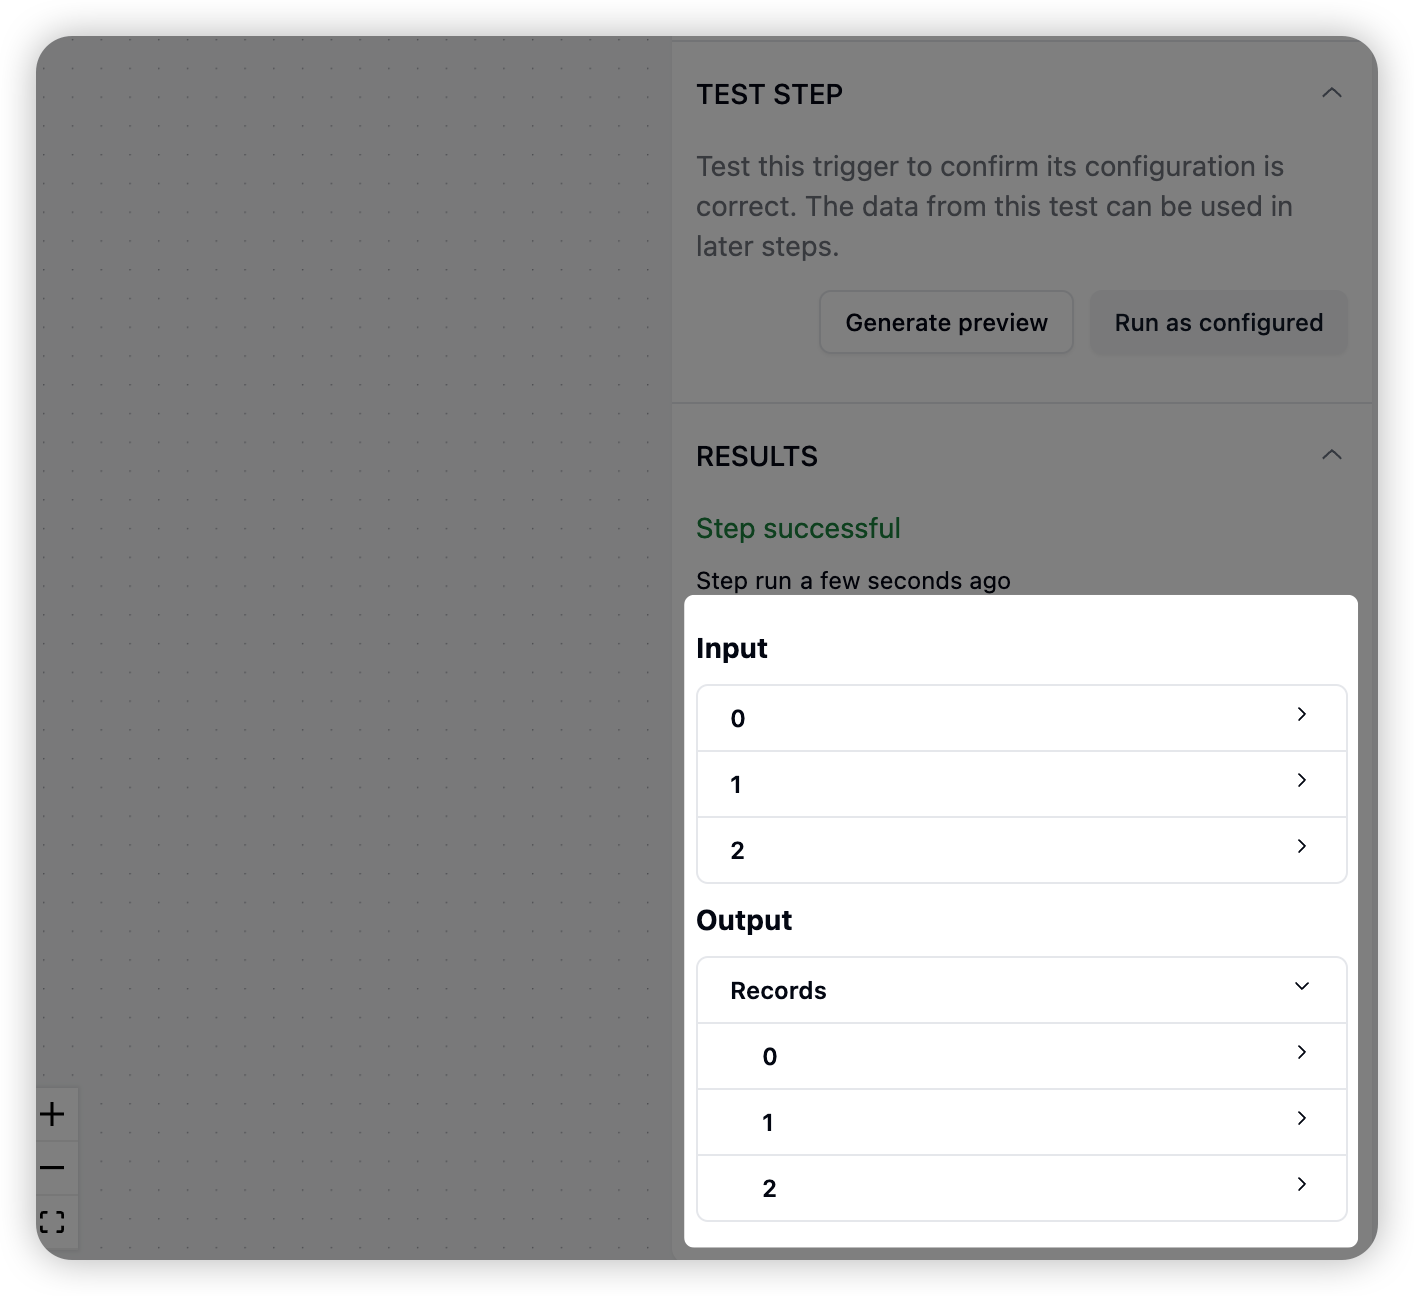 TEST STEP
Test this trigger to confirm its configuration is
correct. The data from this test can be used in
later steps.
Generate preview
Run as configured
RESULTS
Step successful
Step run a few seconds ago
Input
0
1
2
Output
Records
0
1
2